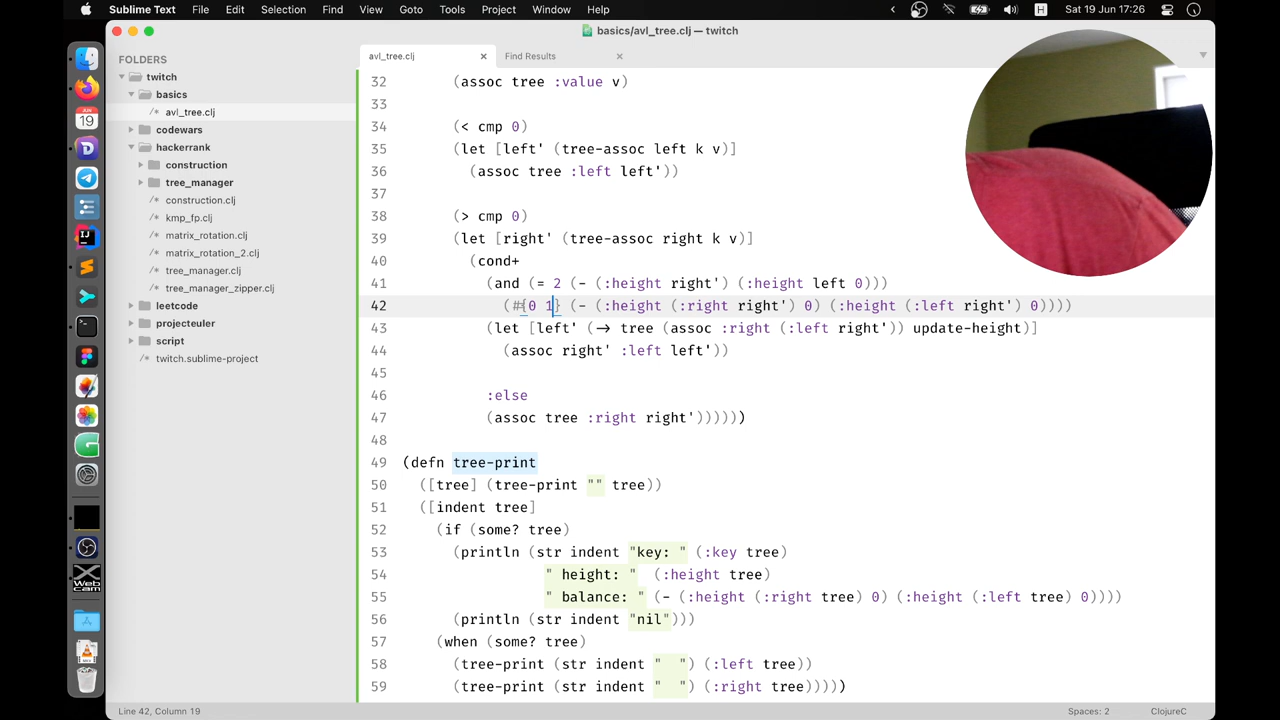 Sublime Text File Edit Selection Find View Goto Tools Project Window Help H Sat 19 Jun 17:26
basics/avl_tree.clj — twitch
FOLDERS
twitch
basics
/* avl_tree.clj
codewars
hackerrank
construction
tree_manager
/* construction.clj
/* kmp_fp.clj
/* matrix_rotation.clj
/* matrix_rotation_2.clj
/* tree_manager.clj
/* tree_manager_zipper.clj
leetcode
projecteuler
script
/* twitch.sublime-project
JUN
19
IJ
Web
cam
avl_tree.clj × Find Results ×
32 (assoc tree :value v)
33
34 (< cmp 0)
35 (let [left' (tree-assoc left k v)]
36 (assoc tree :left left'))
37
38 (> cmp 0)
39 (let [right' (tree-assoc right k v)]
40 (cond+
41 (and (= 2 (- (:height right') (:height left 0)))
42 (#{0 1} (- (:height (:right right') 0) (:height (:left right') 0))))
43 (let [left' (-> tree (assoc :right (:left right')) update-height)]
44 (assoc right' :left left'))
45
46 :else
47 (assoc tree :right right')))))
48
49 (defn tree-print
50 ([tree] (tree-print "" tree))
51 ([indent tree]
52 (if (some? tree)
53 (println (str indent "key: " (:key tree)
54 " height: " (:height tree)
55 " balance: " (- (:height (:right tree) 0) (:height (:left tree) 0))))
56 (println (str indent "nil")))
57 (when (some? tree)
58 (tree-print (str indent "  ") (:left tree))
59 (tree-print (str indent "  ") (:right tree)))))
Line 42, Column 19 Spaces: 2 ClojureC